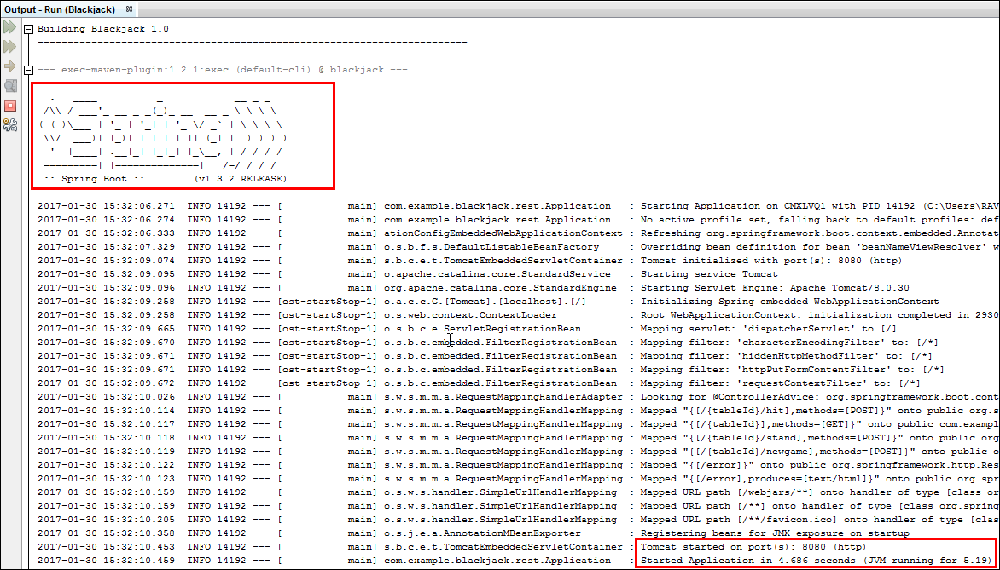 Output - Run (Blackjack)
Building Blackjack 1.0
------------------------------------------------------------------------
--- exec-maven-plugin:1.2.1:exec (default-cli) @ blackjack ---
  .   ____          _            __ _ _
 /\\ / ___'_ __ _ _(_)_ __  __ _ \ \ \ \
( ( )\___ | '_ | '_| | '_ \/ _` | \ \ \ \
 \\/  ___)| |_)| | | | | || (_| |  ) ) ) )
  '  |____| .__|_| |_|_| |_\__, | / / / /
 =========|_|==============|___/=/_/_/_/
 :: Spring Boot ::        (v1.3.2.RELEASE)
2017-01-30 15:32:06.271  INFO 14192 --- [           main] com.example.blackjack.rest.Application   : Starting Application on CMXLVQ1 with PID 14192 (C:\Users\RAV
2017-01-30 15:32:06.274  INFO 14192 --- [           main] com.example.blackjack.rest.Application   : No active profile set, falling back to default profiles: def
2017-01-30 15:32:06.333  INFO 14192 --- [           main] ationConfigEmbeddedWebApplicationContext : Refreshing org.springframework.boot.context.embedded.Annotat
2017-01-30 15:32:07.329  INFO 14192 --- [           main] o.s.b.f.s.DefaultListableBeanFactory     : Overriding bean definition for bean 'beanNameViewResolver' w
2017-01-30 15:32:09.074  INFO 14192 --- [           main] s.b.c.e.t.TomcatEmbeddedServletContainer : Tomcat initialized with port(s): 8080 (http)
2017-01-30 15:32:09.095  INFO 14192 --- [           main] o.apache.catalina.core.StandardService   : Starting service Tomcat
2017-01-30 15:32:09.096  INFO 14192 --- [           main] org.apache.catalina.core.StandardEngine  : Starting Servlet Engine: Apache Tomcat/8.0.30
2017-01-30 15:32:09.258  INFO 14192 --- [ost-startStop-1] o.a.c.c.C.[Tomcat].[localhost].[/]       : Initializing Spring embedded WebApplicationContext
2017-01-30 15:32:09.258  INFO 14192 --- [ost-startStop-1] o.s.web.context.ContextLoader            : Root WebApplicationContext: initialization completed in 2930
2017-01-30 15:32:09.665  INFO 14192 --- [ost-startStop-1] o.s.b.c.e.ServletRegistrationBean        : Mapping servlet: 'dispatcherServlet' to [/]
2017-01-30 15:32:09.670  INFO 14192 --- [ost-startStop-1] o.s.b.c.embedded.FilterRegistrationBean  : Mapping filter: 'characterEncodingFilter' to: [/*]
2017-01-30 15:32:09.671  INFO 14192 --- [ost-startStop-1] o.s.b.c.embedded.FilterRegistrationBean  : Mapping filter: 'hiddenHttpMethodFilter' to: [/*]
2017-01-30 15:32:09.671  INFO 14192 --- [ost-startStop-1] o.s.b.c.embedded.FilterRegistrationBean  : Mapping filter: 'httpPutFormContentFilter' to: [/*]
2017-01-30 15:32:09.672  INFO 14192 --- [ost-startStop-1] o.s.b.c.embedded.FilterRegistrationBean  : Mapping filter: 'requestContextFilter' to: [/*]
2017-01-30 15:32:10.026  INFO 14192 --- [           main] s.w.s.m.m.a.RequestMappingHandlerAdapter : Looking for @ControllerAdvice: org.springframework.boot.cont
2017-01-30 15:32:10.114  INFO 14192 --- [           main] s.w.s.m.m.a.RequestMappingHandlerMapping : Mapped "{[/{tableId}/hit],methods=[POST]}" onto public org.s
2017-01-30 15:32:10.117  INFO 14192 --- [           main] s.w.s.m.m.a.RequestMappingHandlerMapping : Mapped "{[/{tableId}],methods=[GET]}" onto public com.exampl
2017-01-30 15:32:10.118  INFO 14192 --- [           main] s.w.s.m.m.a.RequestMappingHandlerMapping : Mapped "{[/{tableId}/stand],methods=[POST]}" onto public org
2017-01-30 15:32:10.119  INFO 14192 --- [           main] s.w.s.m.m.a.RequestMappingHandlerMapping : Mapped "{[/{tableId}/newgame],methods=[POST]}" onto public o
2017-01-30 15:32:10.122  INFO 14192 --- [           main] s.w.s.m.m.a.RequestMappingHandlerMapping : Mapped "{[/error]}" onto public org.springframework.http.Res
2017-01-30 15:32:10.123  INFO 14192 --- [           main] s.w.s.m.m.a.RequestMappingHandlerMapping : Mapped "{[/error],produces=[text/html]}" onto public org.spr
2017-01-30 15:32:10.159  INFO 14192 --- [           main] o.s.w.s.handler.SimpleUrlHandlerMapping  : Mapped URL path [/webjars/**] onto handler of type [class or
2017-01-30 15:32:10.159  INFO 14192 --- [           main] o.s.w.s.handler.SimpleUrlHandlerMapping  : Mapped URL path [/**] onto handler of type [class org.spring
2017-01-30 15:32:10.205  INFO 14192 --- [           main] o.s.w.s.handler.SimpleUrlHandlerMapping  : Mapped URL path [/**/favicon.ico] onto handler of type [clas
2017-01-30 15:32:10.358  INFO 14192 --- [           main] o.s.j.e.a.AnnotationMBeanExporter        : Registering beans for JMX exposure on startup
2017-01-30 15:32:10.453  INFO 14192 --- [           main] s.b.c.e.t.TomcatEmbeddedServletContainer : Tomcat started on port(s): 8080 (http)
2017-01-30 15:32:10.459  INFO 14192 --- [           main] com.example.blackjack.rest.Application   : Started Application in 4.686 seconds (JVM running for 5.19)